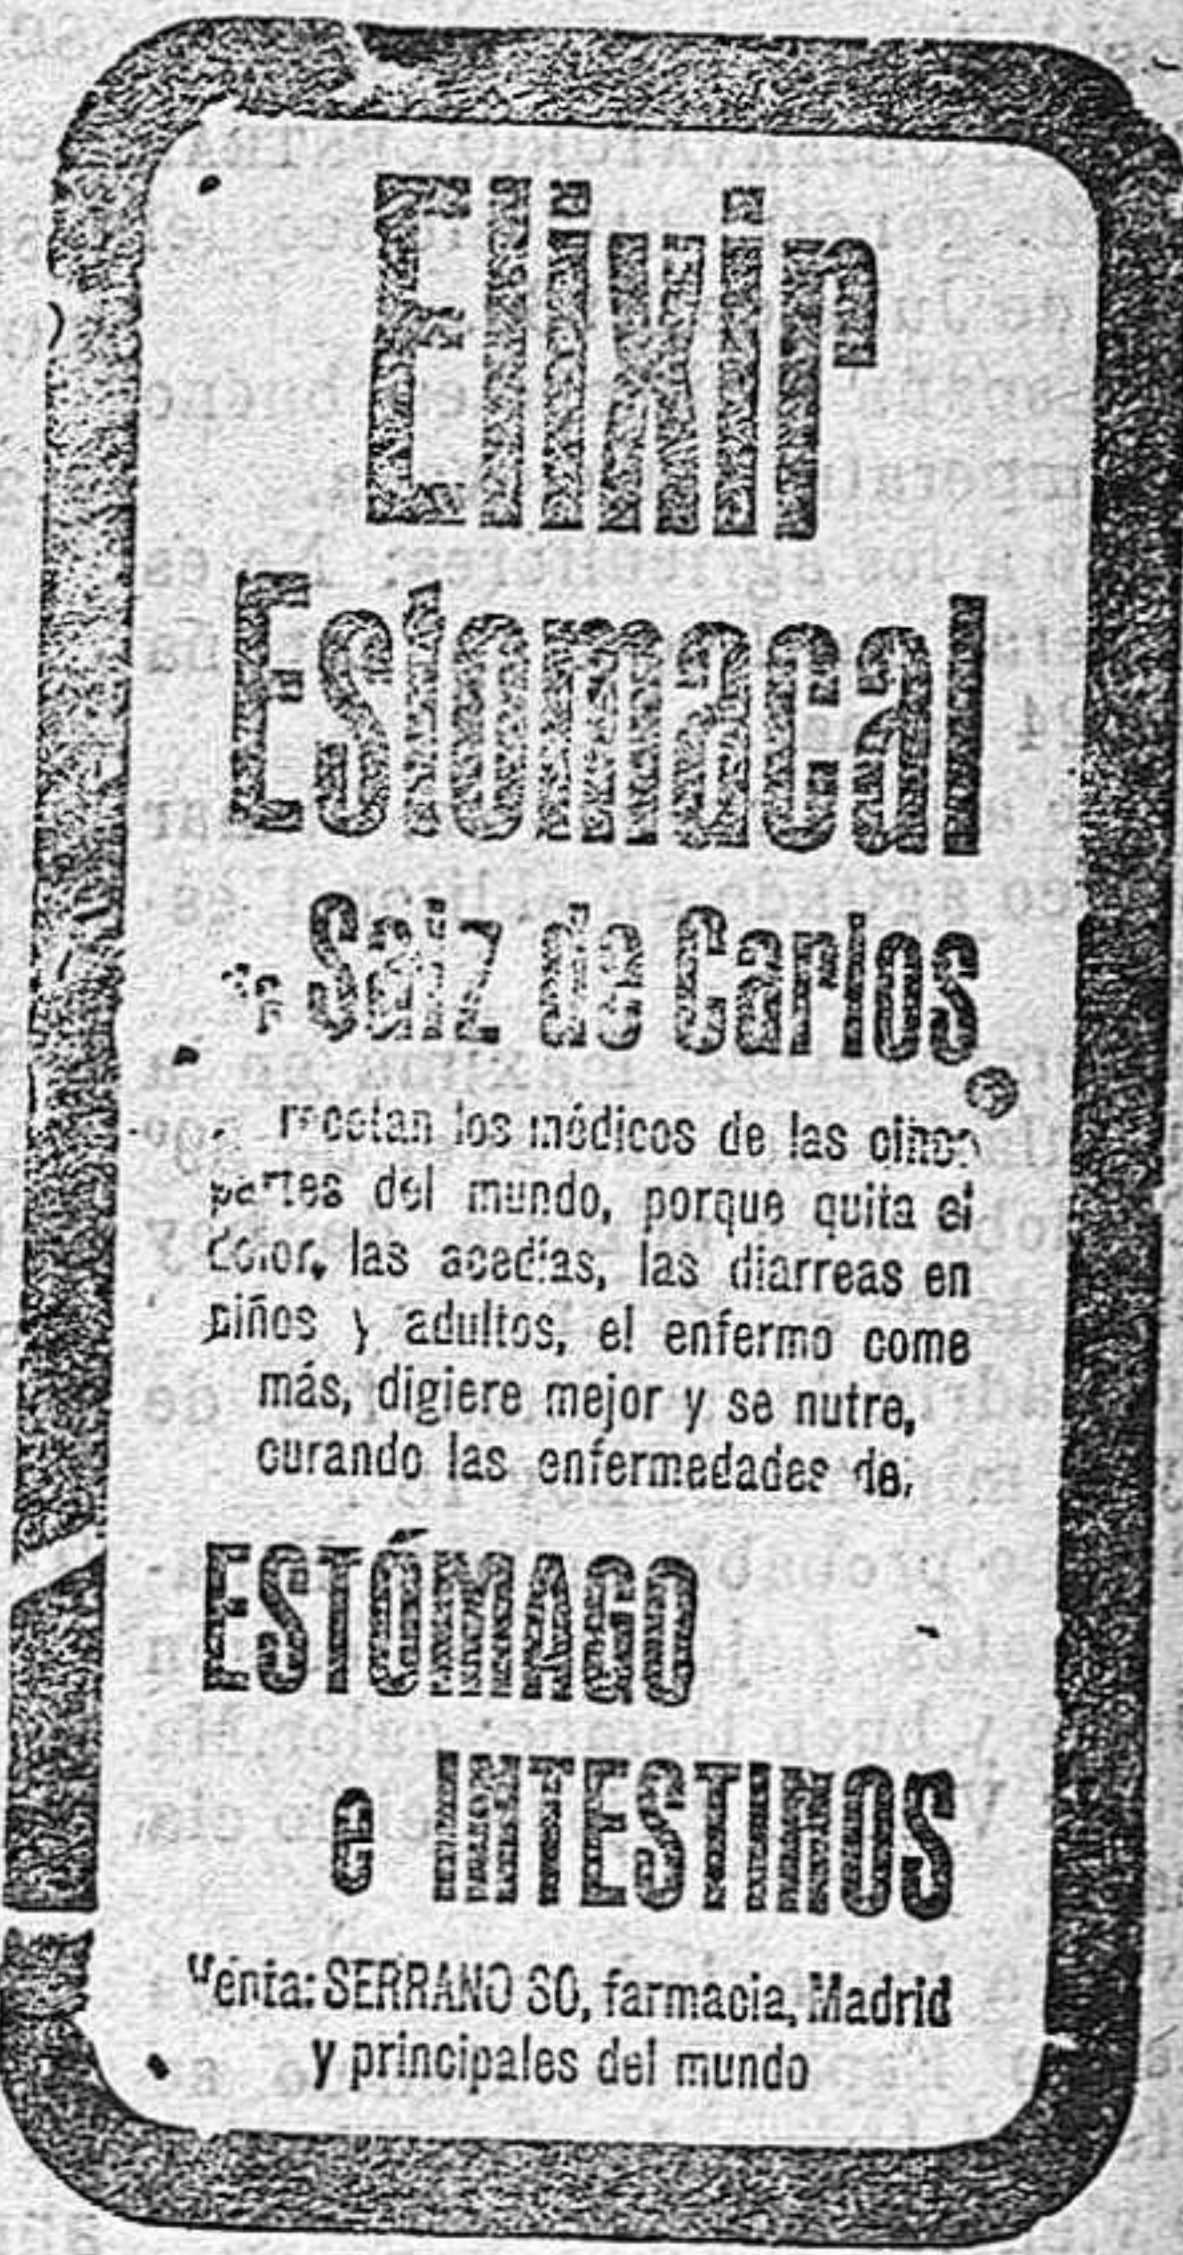 Elixir
Estomacal
de Saiz de Carlos
recetan los médicos de las cinco
partes del mundo, porque quita el
dolor, las acedías, las diarreas en
niños y adultos, el enfermo come
más, digiere mejor y se nutre,
curando las enfermedades del
ESTÓMAGO
e INTESTINOS
Venta: SERRANO 30, farmacia, Madrid
y principales del mundo